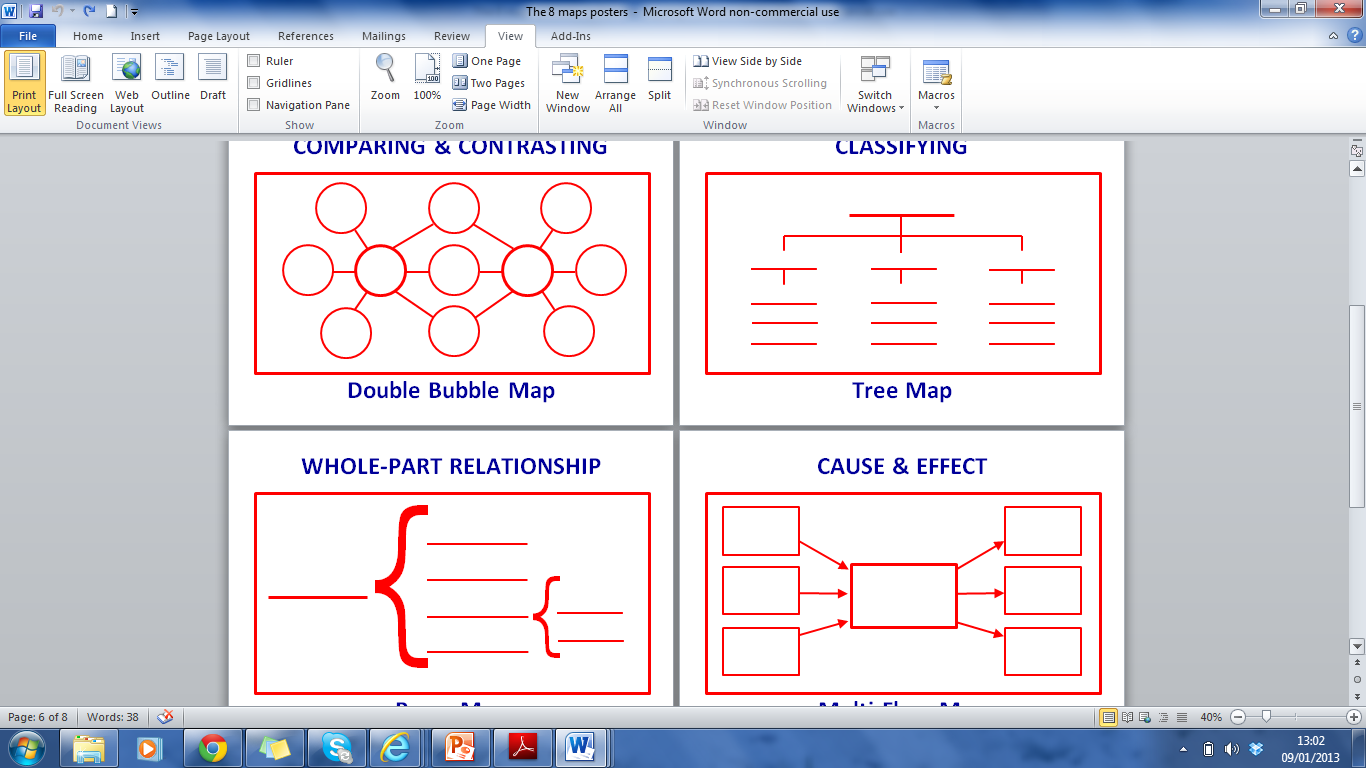 The 8 maps posters - Microsoft Word non-commercial use
File Home Insert Page Layout References Mailings Review View Add-Ins
Print Layout
Full Screen Reading
Web Layout
Outline
Draft
Document Views
Ruler
Gridlines
Navigation Pane
Show
Zoom
100
100%
One Page
Two Pages
Page Width
Zoom
New Window
Arrange All
Split
View Side by Side
Synchronous Scrolling
Reset Window Position
Window
Switch Windows
Macros
Macros
COMPARING & CONTRASTING
Double Bubble Map
CLASSIFYING
Tree Map
WHOLE-PART RELATIONSHIP
CAUSE & EFFECT
Page: 6 of 8 Words: 38
40%
13:02
09/01/2013